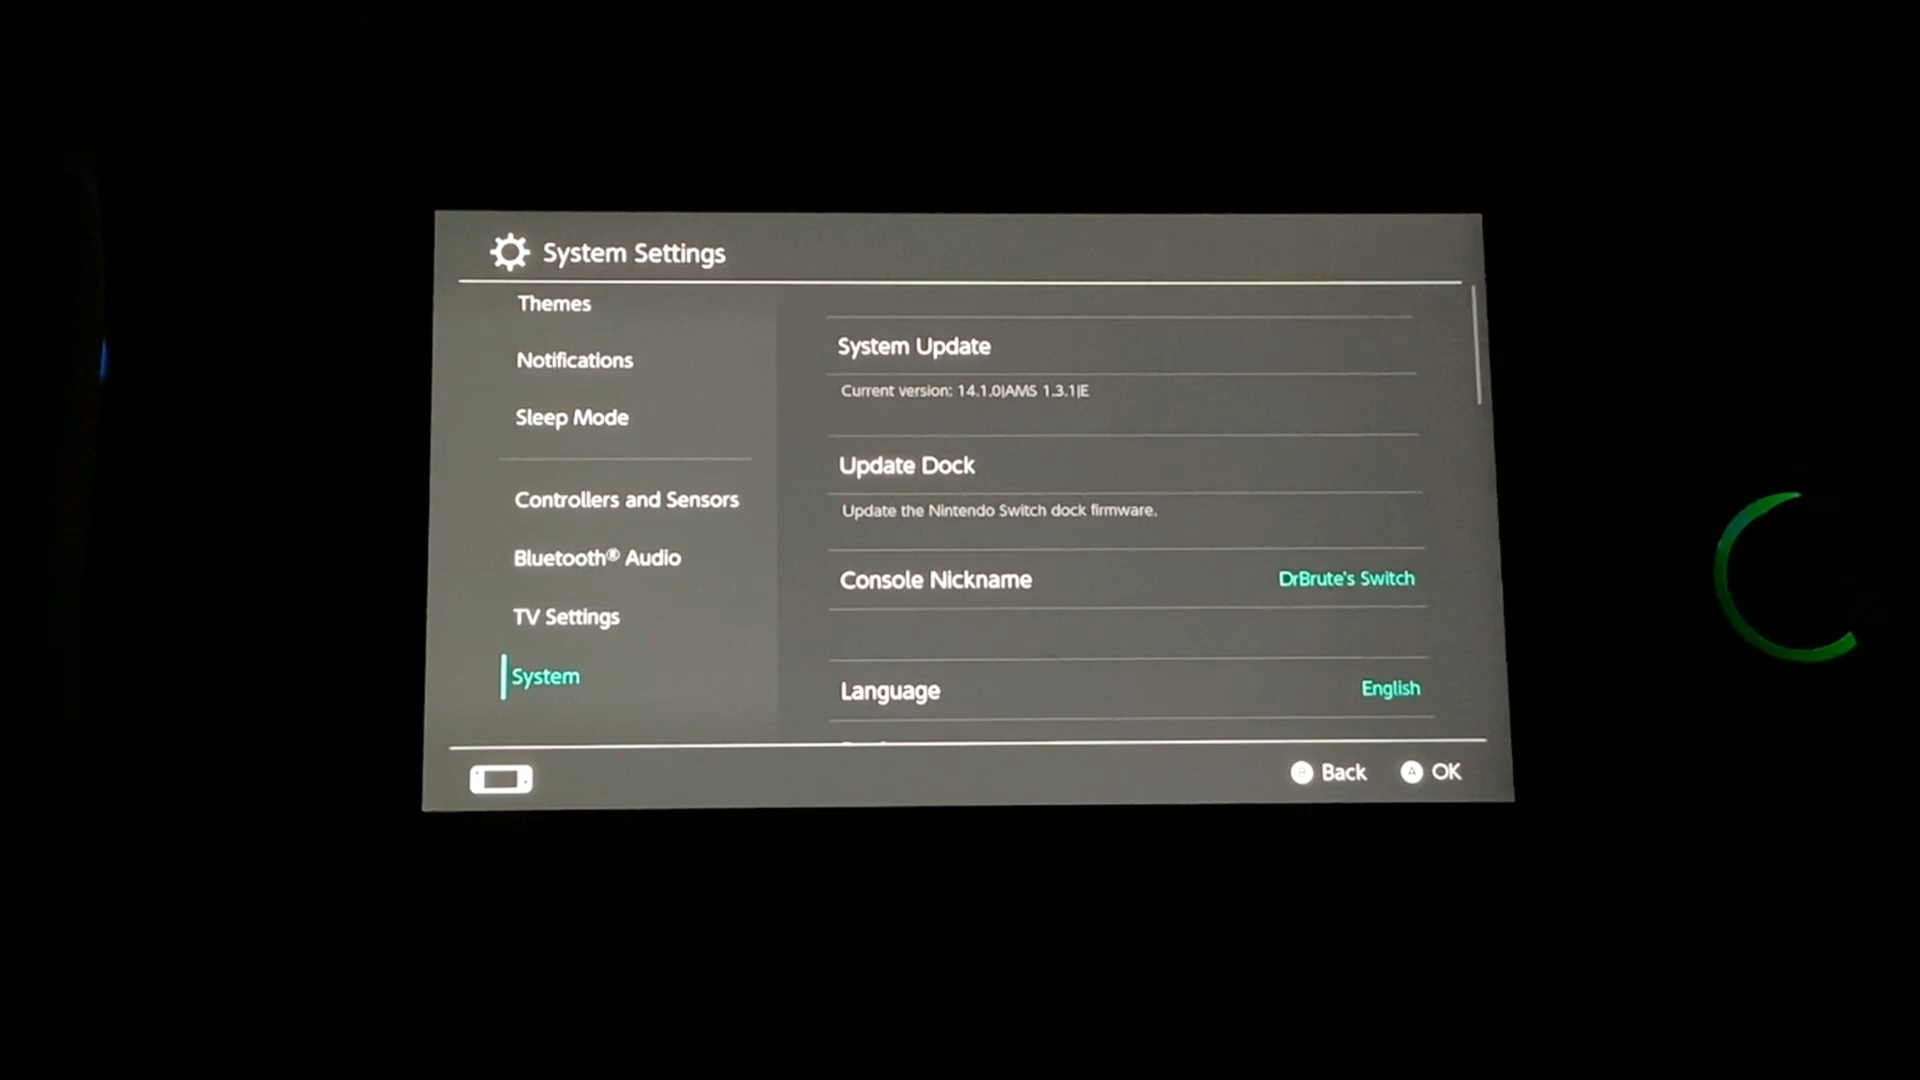 System Settings
Themes
Notifications
Sleep Mode
Controllers and Sensors
Bluetooth® Audio
TV Settings
System
System Update
Current version: 14.1.0|AMS 1.3.1|E
Update Dock
Update the Nintendo Switch dock firmware.
Console Nickname DrBrute's Switch
Language English
Back A OK